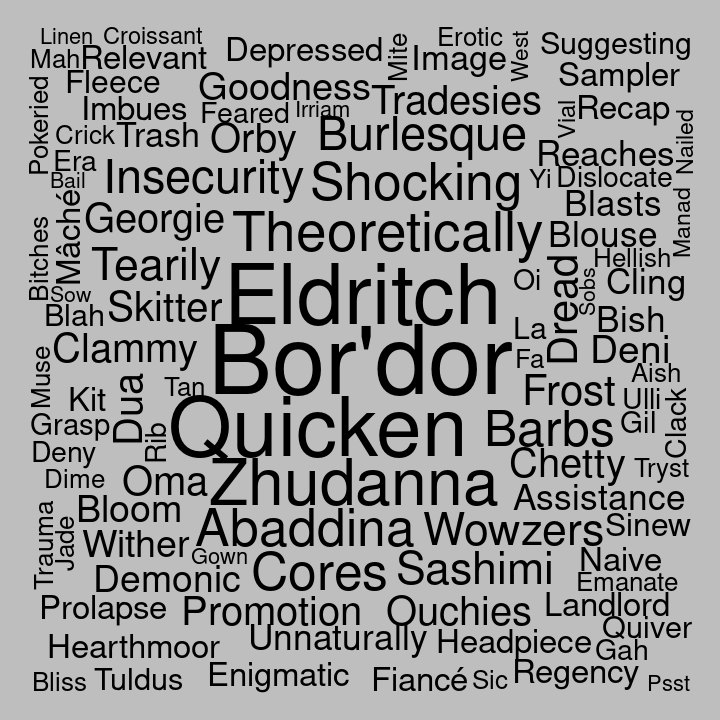 Linen Croissant
Mah Relevant Depressed Mite Image Erotic West Suggesting
Fleece Goodness Sampler
Pokeried Imbues Feared Irriam Tradesies Vial Recap
Crick Trash Orby Burlesque Nailed
Era Reaches
Bail Insecurity Shocking Yi Dislocate
Mâché Georgie Theoretically Blasts Manad
Bitches Tearily Blouse
Hellish
Sow Skitter Eldritch Oi Dread Sobs Cling
Blah La Bish
Clammy Bor'dor Fa Deni
Muse Kit Dua Tan Frost Aish
Ulli
Grasp Rib Quicken Barbs Gil Clack
Deny Chetty Tryst
Dime Oma Zhudanna Assistance
Bloom Abaddina Wowzers Sinew
Trauma Jade Wither Gown
Demonic Cores Sashimi Naive
Emanate
Prolapse Promotion Ouchies Landlord
Quiver
Hearthmoor Unnaturally Headpiece Gah
Bliss Tuldus Enigmatic Fiancé Sic Regency Psst